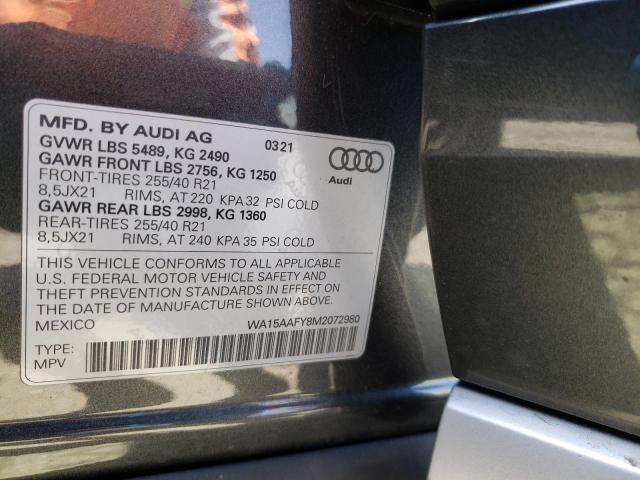 MFD. BY AUDI AG 0321
GVWR LBS 5489, KG 2490
GAWR FRONT LBS 2756, KG 1250
FRONT-TIRES 255/40 R21
8,5JX21 RIMS, AT 220 KPA 32 PSI COLD
GAWR REAR LBS 2998, KG 1360
REAR-TIRES 255/40 R21
8,5JX21 RIMS, AT 240 KPA 35 PSI COLD
Audi
THIS VEHICLE CONFORMS TO ALL APPLICABLE
U.S. FEDERAL MOTOR VEHICLE SAFETY AND
THEFT PREVENTION STANDARDS IN EFFECT ON
THE DATE OF MANUFACTURE SHOWN ABOVE.
MEXICO WA15AAFY8M2072980
TYPE:
MPV